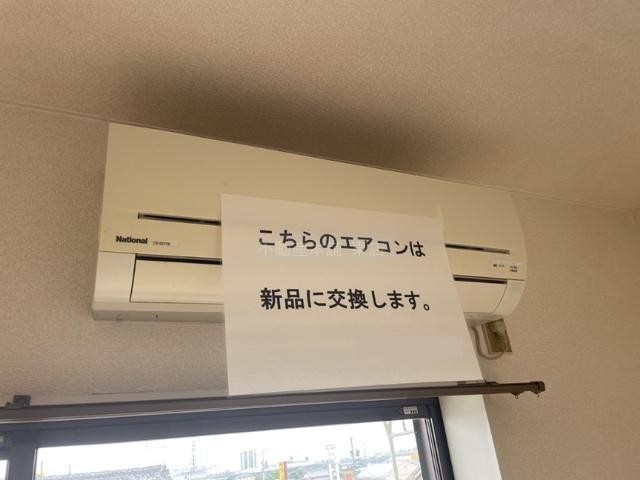 National
こちらのエアコンは
新品に交換します。